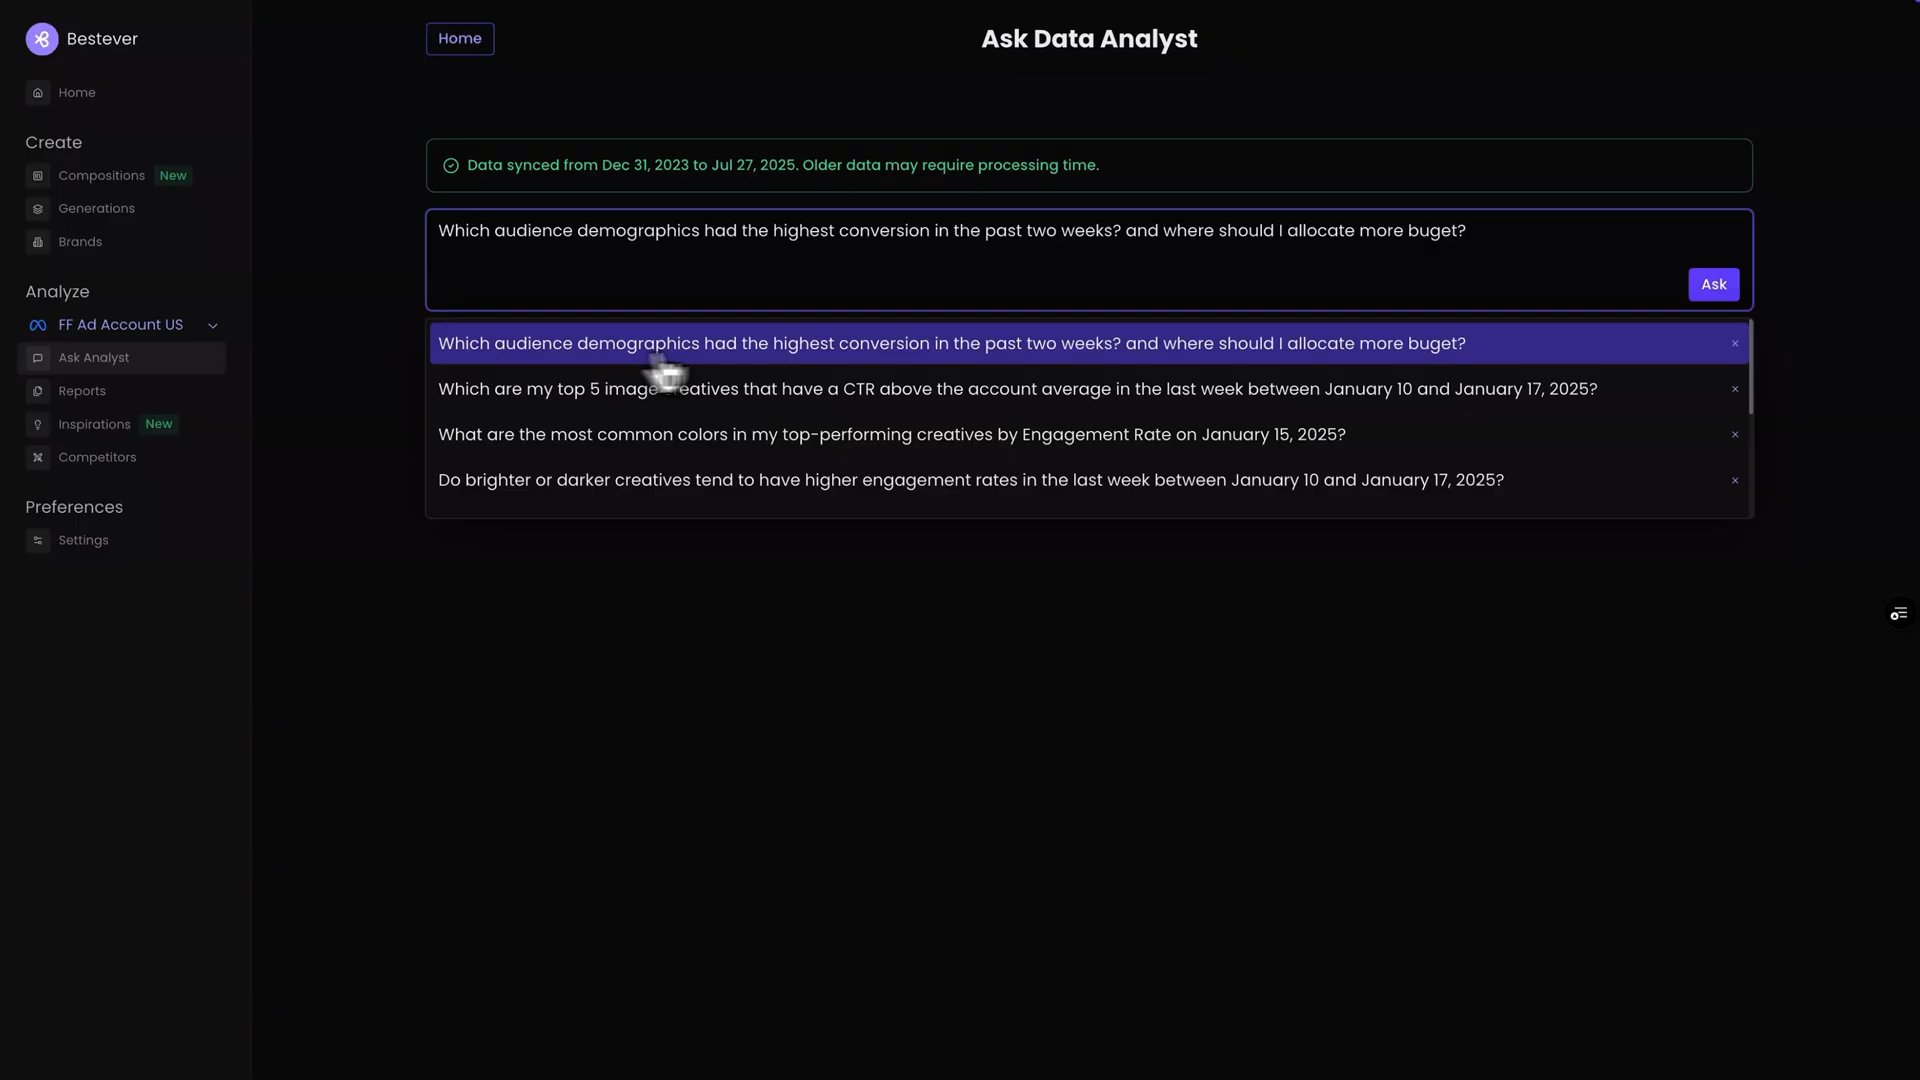 Bestever
Home
Create
Compositions New
Generations
Brands
Analyze
FF Ad Account US
Ask Analyst
Reports
Inspirations New
Competitors
Preferences
Settings
Home
Ask Data Analyst
Data synced from Dec 31, 2023 to Jul 27, 2025. Older data may require processing time.
Which audience demographics had the highest conversion in the past two weeks? and where should I allocate more buget?
Ask
Which audience demographics had the highest conversion in the past two weeks? and where should I allocate more buget?
Which are my top 5 image creatives that have a CTR above the account average in the last week between January 10 and January 17, 2025?
What are the most common colors in my top-performing creatives by Engagement Rate on January 15, 2025?
Do brighter or darker creatives tend to have higher engagement rates in the last week between January 10 and January 17, 2025?